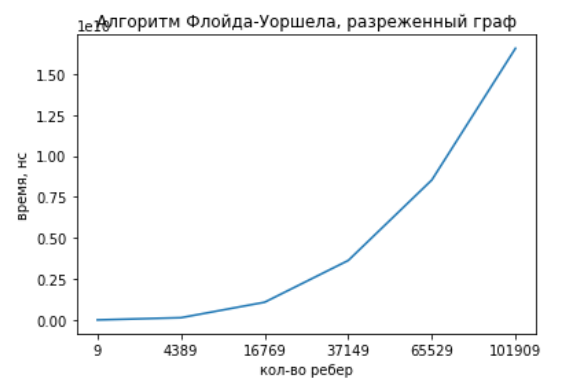 1e10
Алгоритм Флойда-Уоршела, разреженный граф
время, нс
1.50
1.25
1.00
0.75
0.50
0.25
0.00
9 4389 16769 37149 65529 101909
кол-во ребер